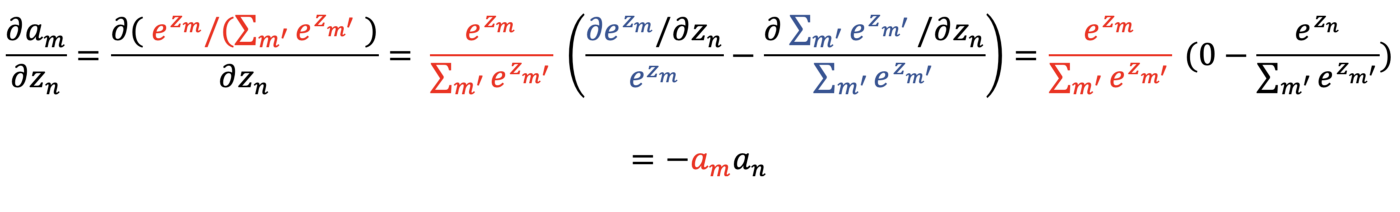 ∂a_m/∂z_n = ∂( e^{z_m}/(∑_{m′} e^{z_{m′}} )/∂z_n = e^{z_m}/∑_{m′} e^{z_{m′}} ( (∂e^{z_m}/∂z_n)/e^{z_m} − (∂ ∑_{m′} e^{z_{m′}}/∂z_n)/∑_{m′} e^{z_{m′}} ) = e^{z_m}/∑_{m′} e^{z_{m′}} (0 − e^{z_n}/∑_{m′} e^{z_{m′}})
= −a_m a_n